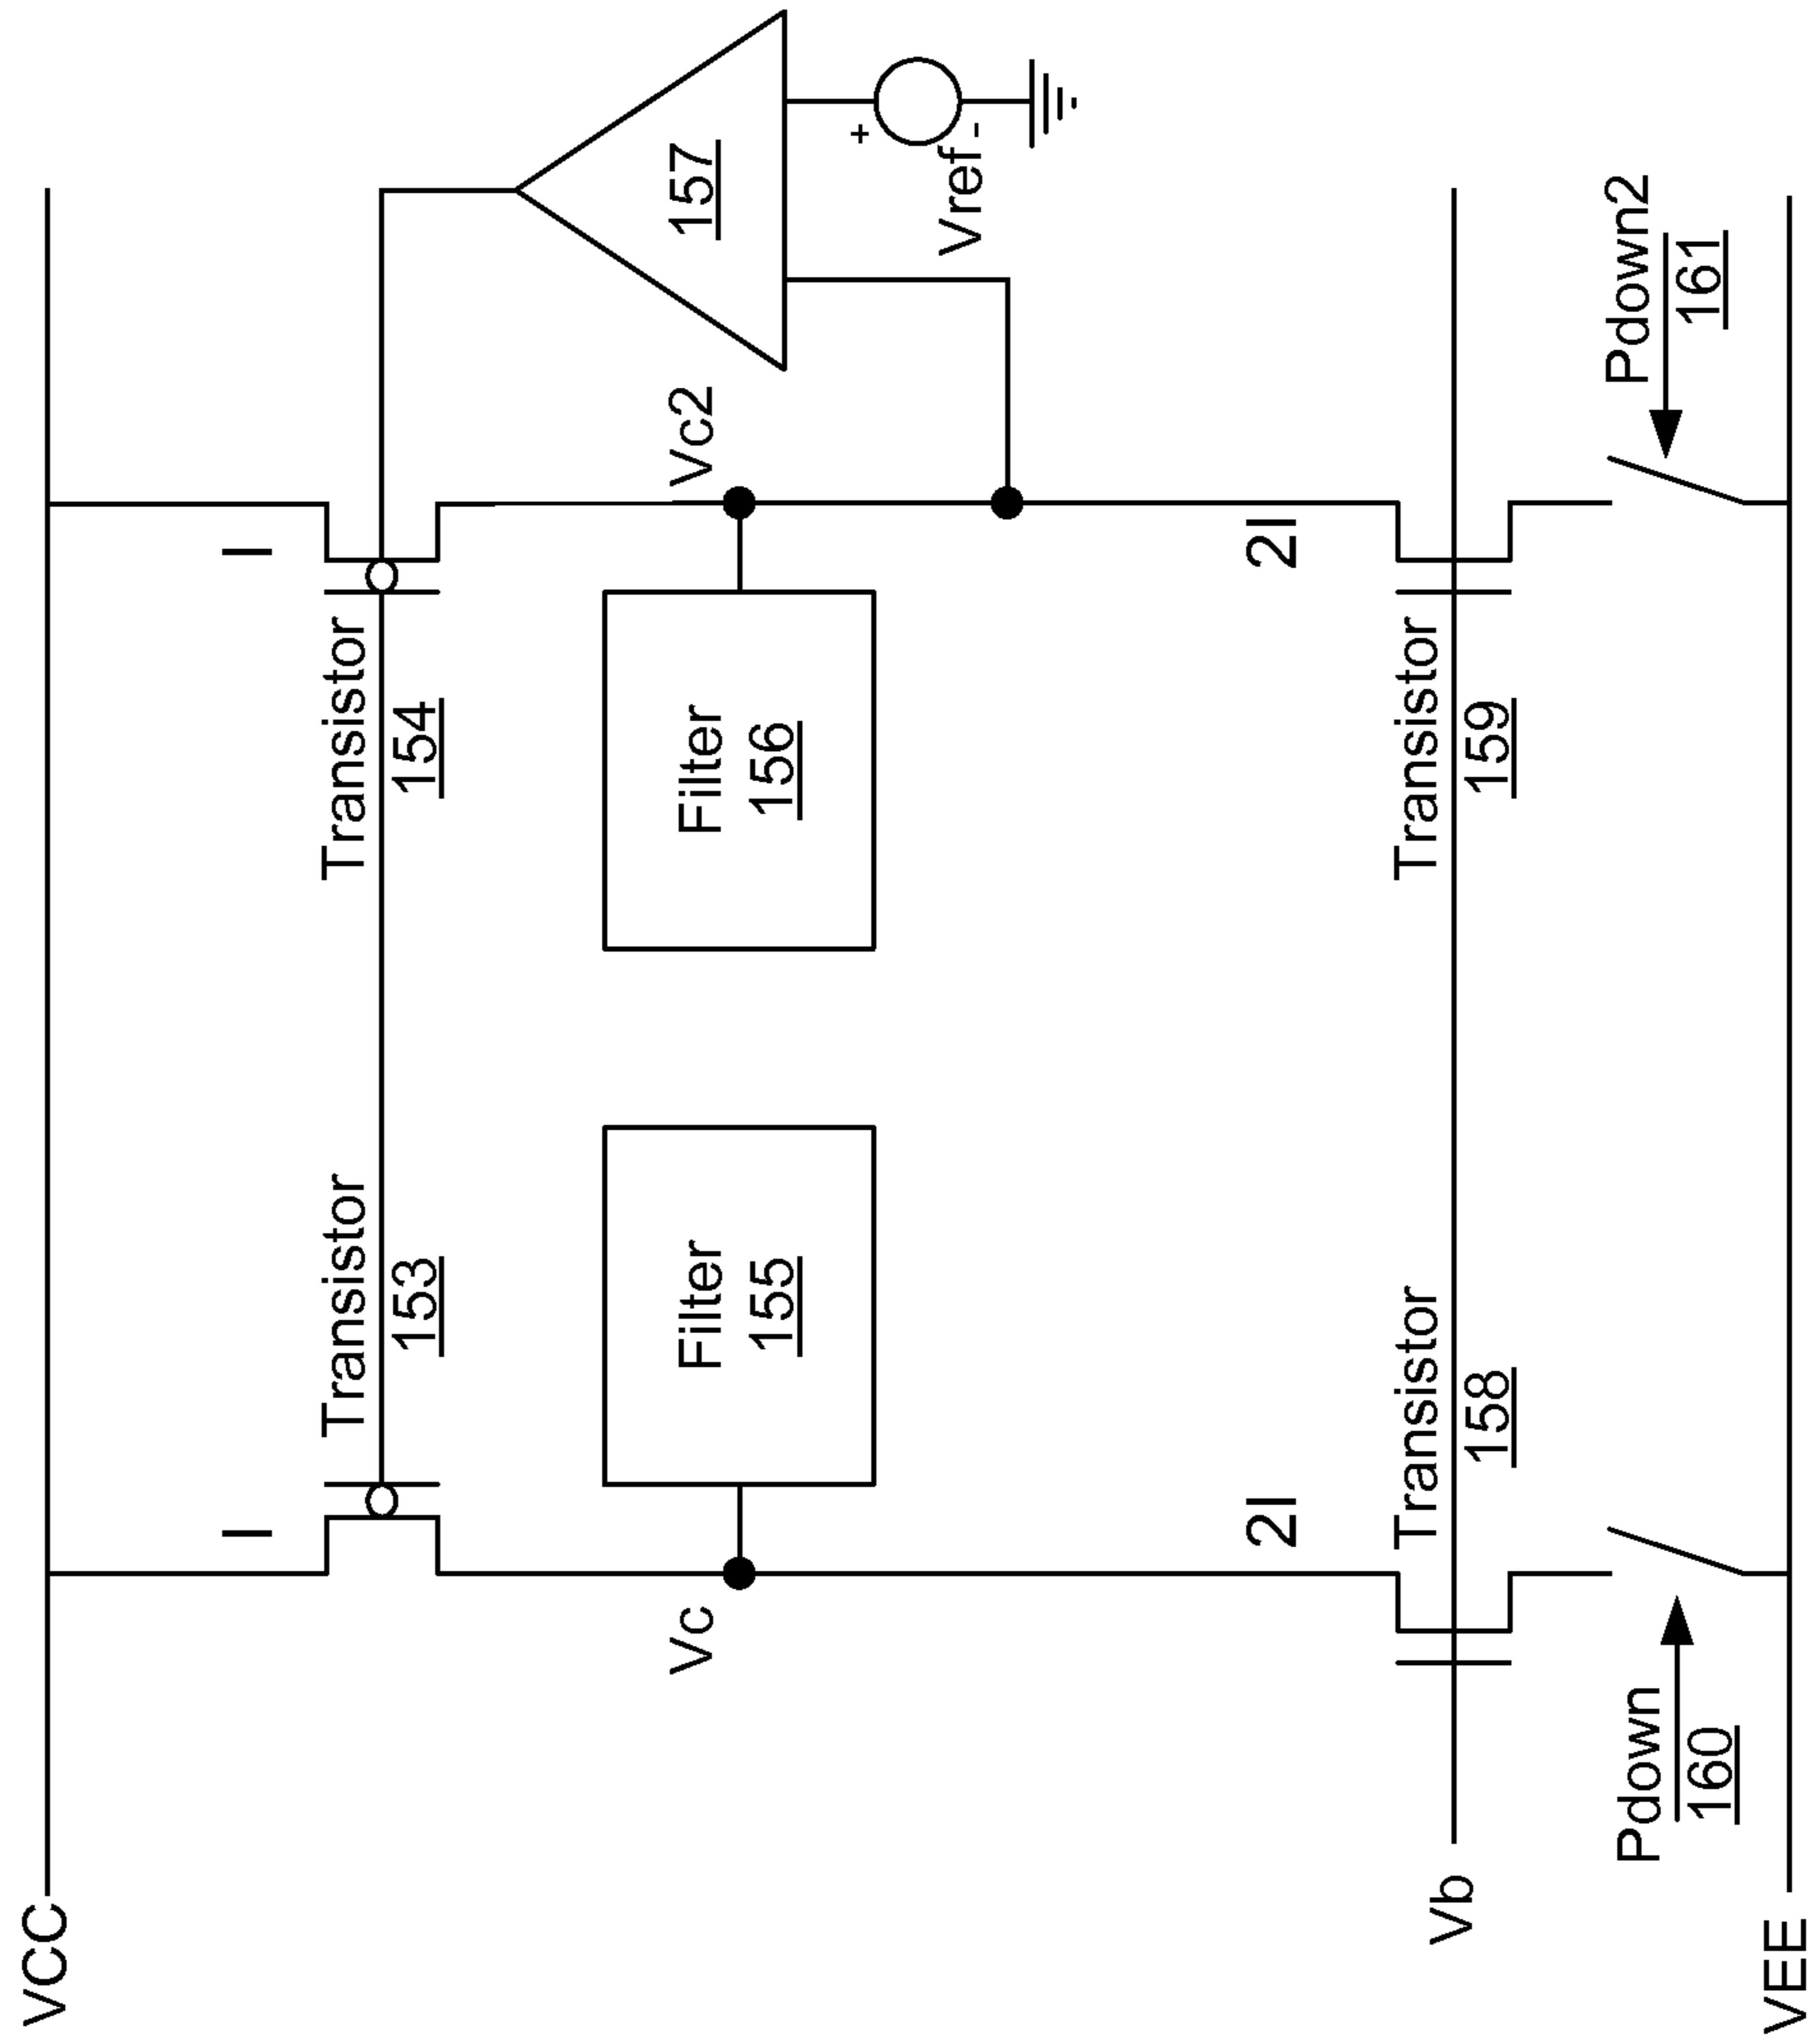 VCC
I
I
Transistor
153
Transistor
154
157
Vc
Filter
155
Filter
156
Vc2
+
Vref -
2I
2I
Transistor
158
Transistor
159
Vb
Pdown
160
Pdown2
161
VEE